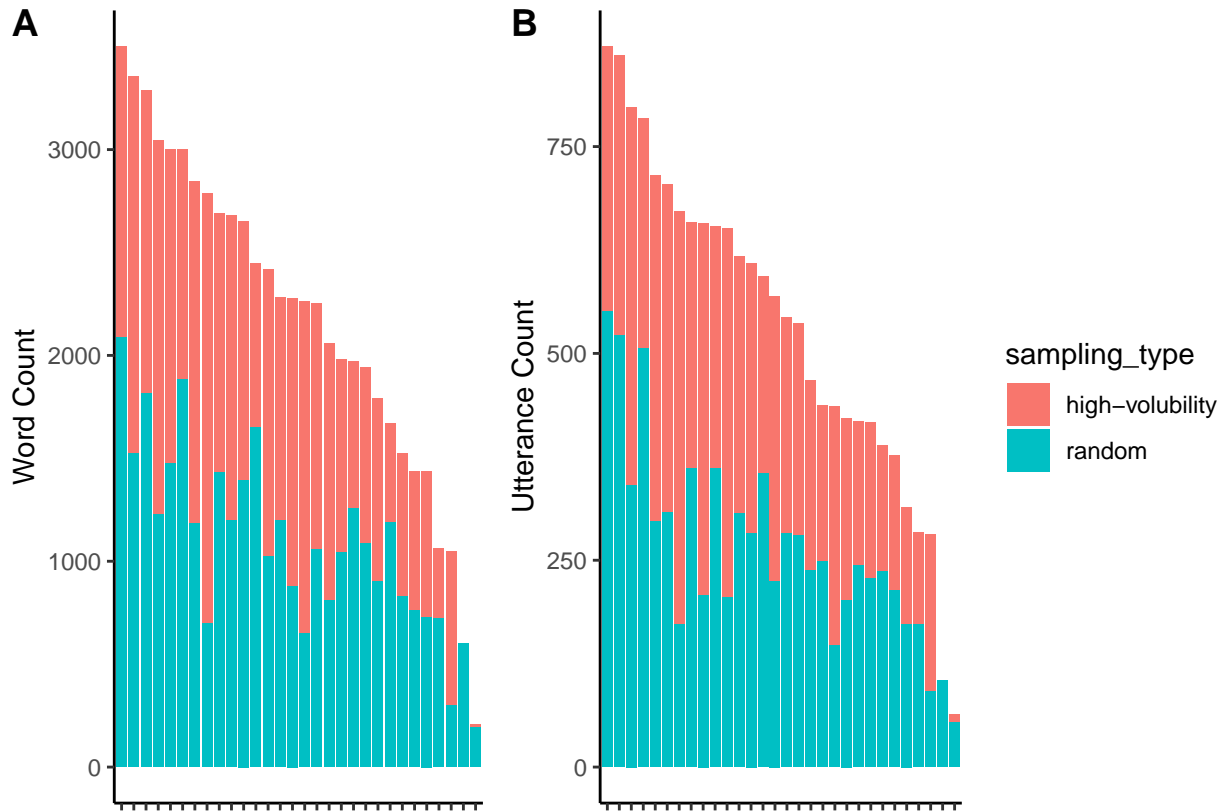 A
Word Count
3000
2000
1000
0
B
Utterance Count
750
500
250
0
sampling_type
high−volubility
random